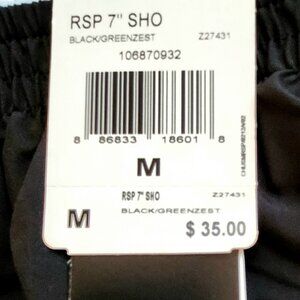 RSP 7" SHO
BLACK/GREENZEST Z27431
106870932
8 86833 18601 8
M
RSP 7" SHO Z27431
M BLACK/GREENZEST
$ 35.00